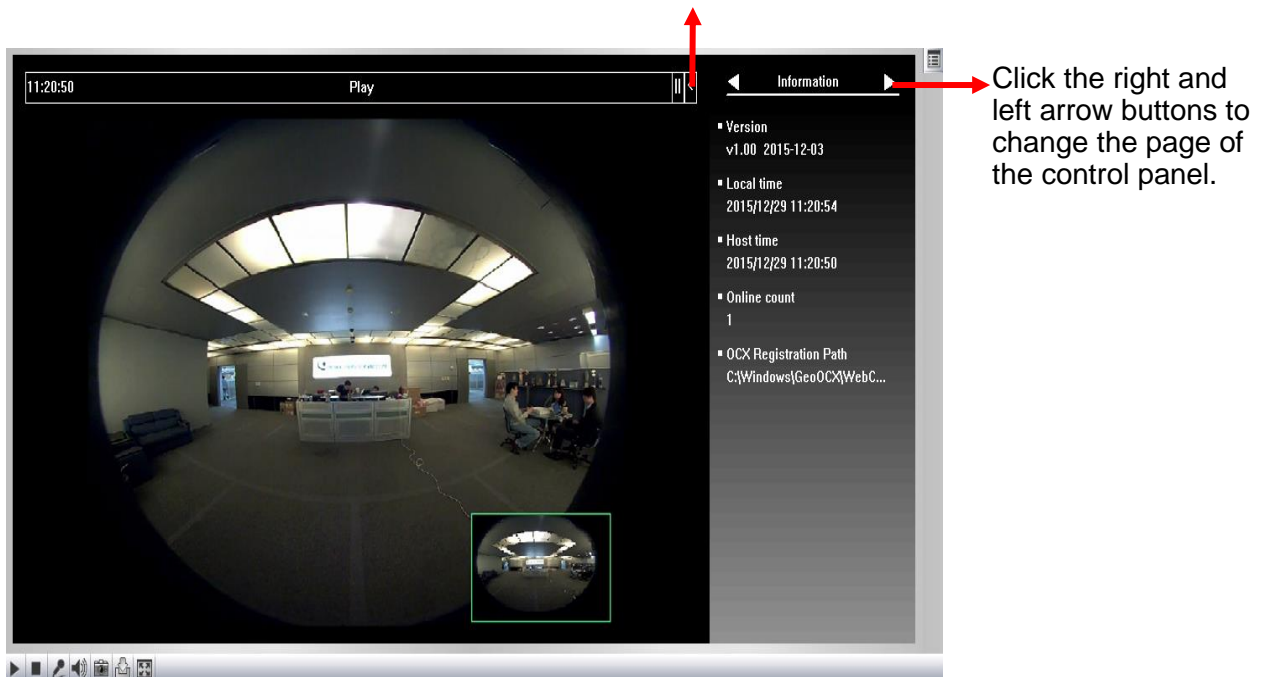 11:20:50 Play
Information
Version
v1.00 2015-12-03
Local time
2015/12/29 11:20:54
Host time
2015/12/29 11:20:50
Online count
1
OCX Registration Path
C:\Windows\GeoOCX\WebC...
Click the right and
left arrow buttons to
change the page of
the control panel.